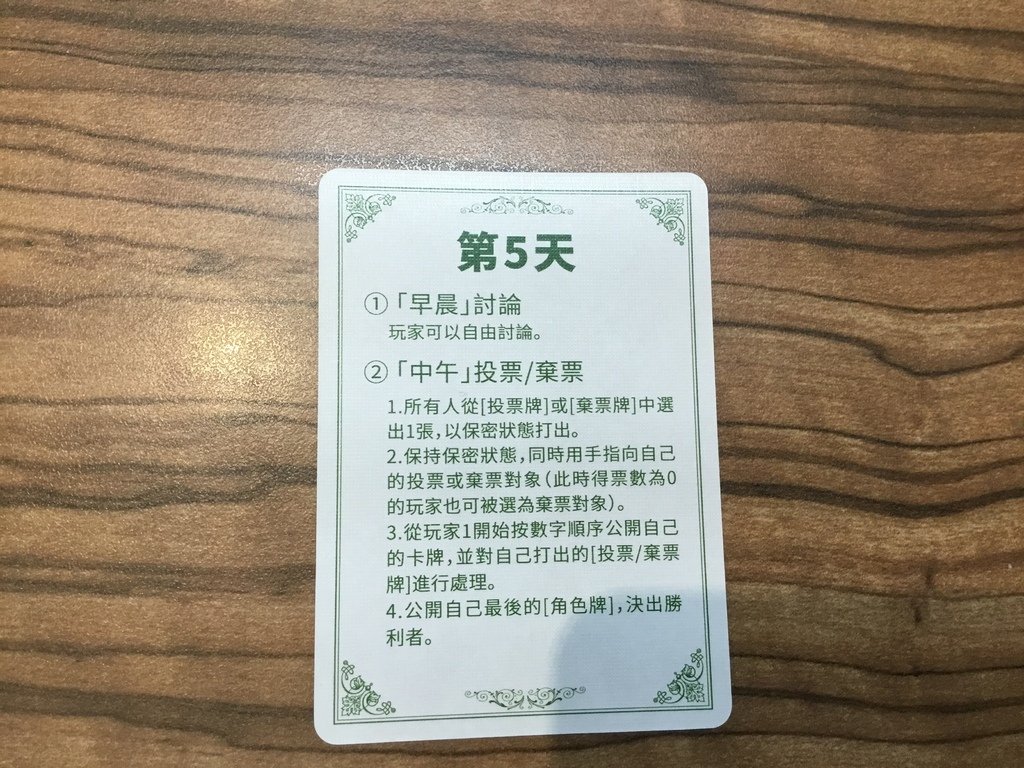 第5天
①「早晨」討論
玩家可以自由討論。
②「中午」投票/棄票
1.所有人從[投票牌]或[棄票牌]中選
出1張,以保密狀態打出。
2.保持保密狀態,同時用手指向自己
的投票或棄票對象(此時得票數為0
的玩家也可被選為棄票對象)。
3.從玩家1開始按數字順序公開自己
的卡牌,並對自己打出的[投票/棄票
牌]進行處理。
4.公開自己最後的[角色牌],決出勝
利者。